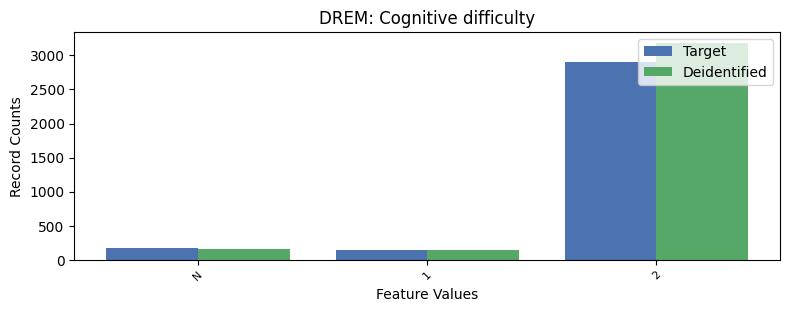 DREM: Cognitive difficulty
Target
Deidentified
Record Counts
3000
2500
2000
1500
1000
500
0
N
1
2
Feature Values